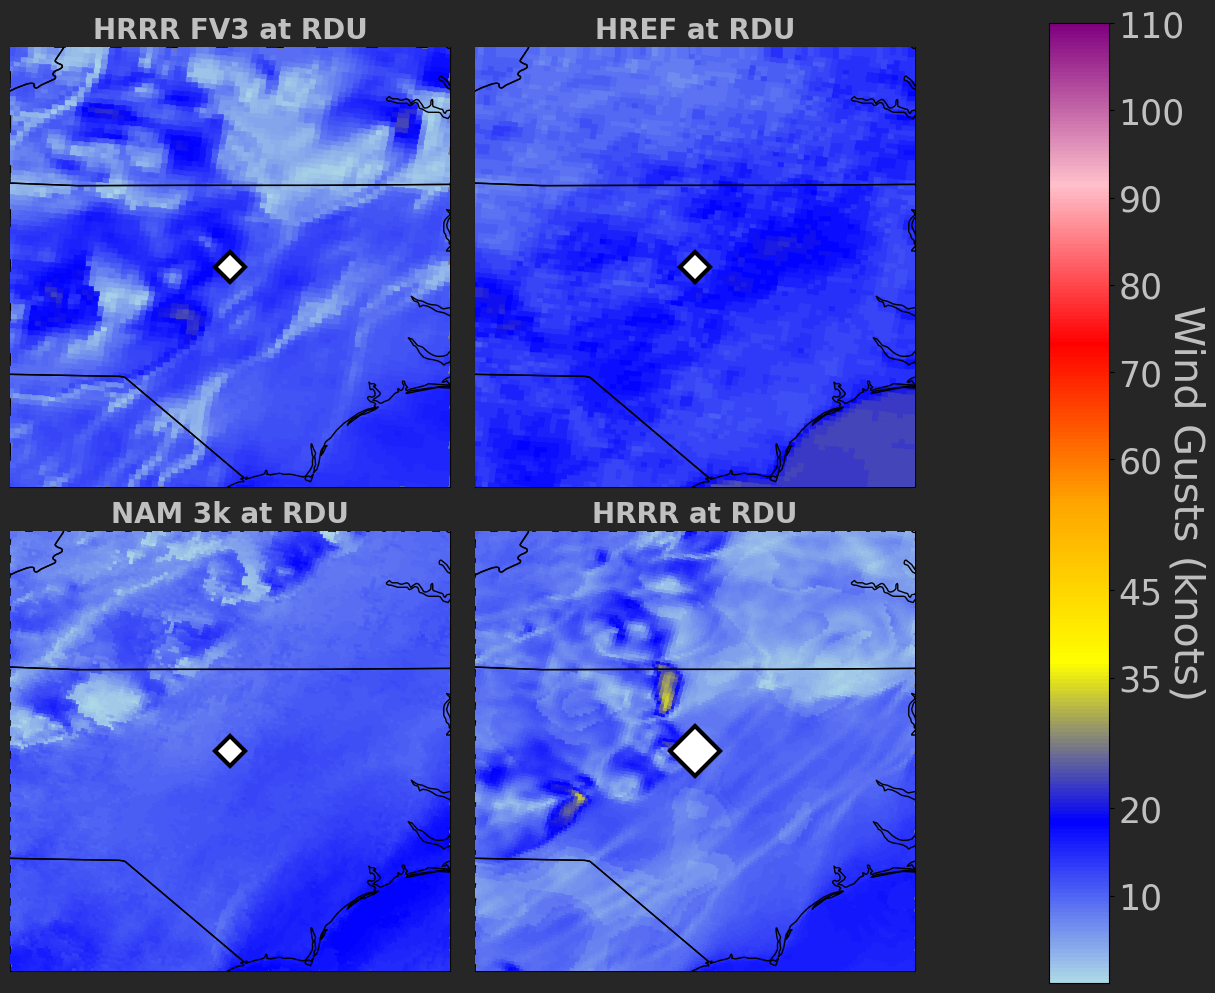 HRRR FV3 at RDU
HREF at RDU
NAM 3k at RDU
HRRR at RDU
110
100
90
80
70
60
45
35
20
10
Wind Gusts (knots)